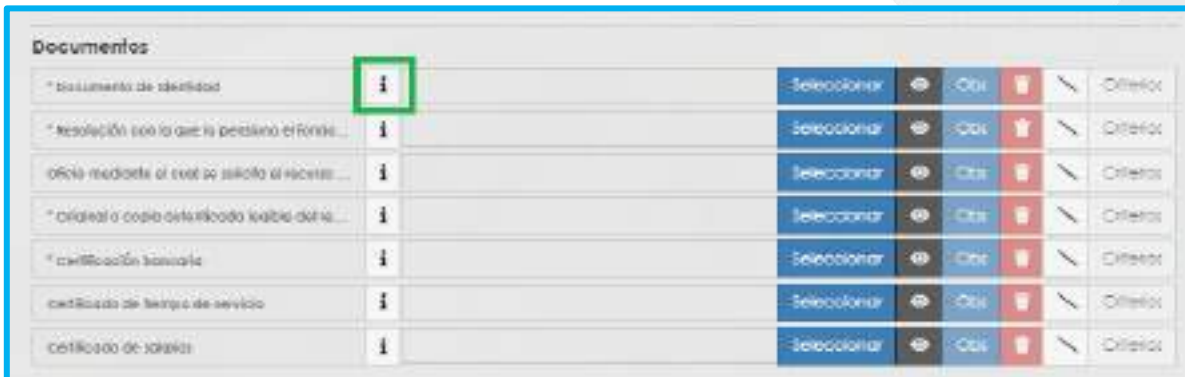 Documentos
* Documento de identidad i Seleccionar Obs Criterios
* Resolución con la que lo pensiono el fondo... i Seleccionar Obs Criterios
Oficio mediante el cual se solicita el recurso ... i Seleccionar Obs Criterios
* Original o copia autenticada legible del ... i Seleccionar Obs Criterios
* Certificación bancaria i Seleccionar Obs Criterios
Certificado de tiempo de servicio i Seleccionar Obs Criterios
Certificado de salarios i Seleccionar Obs Criterios